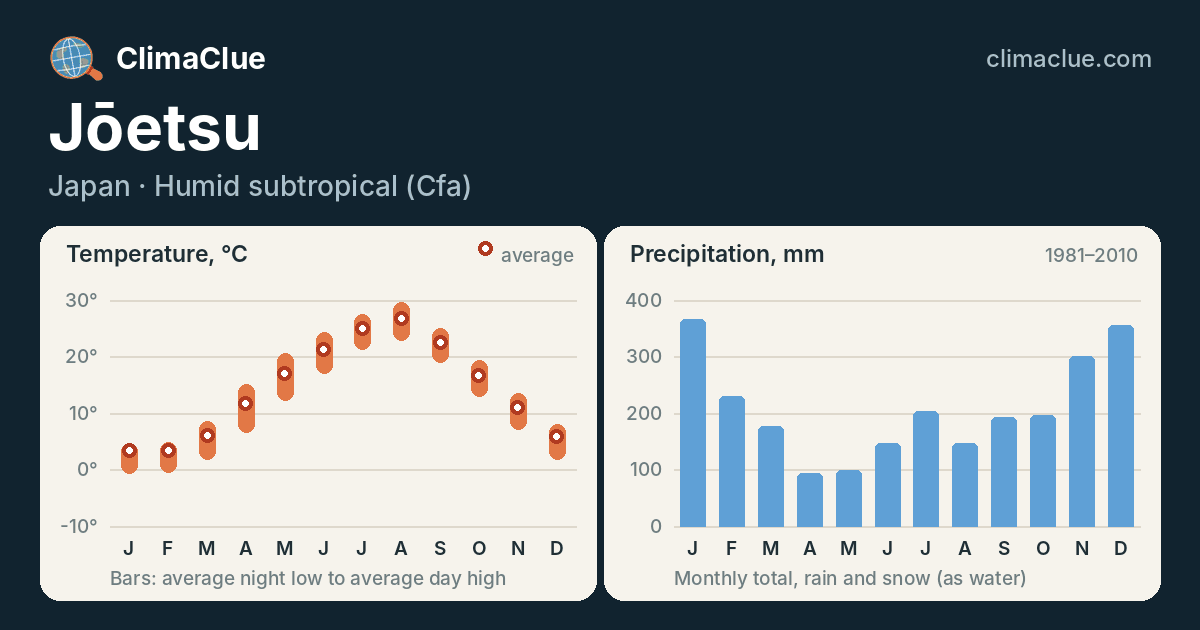 ClimaClue
climaclue.com
Jōetsu
Japan · Humid subtropical (Cfa)
Temperature, °C
average
30°
20°
10°
0°
-10°
J F M A M J J A S O N D
Bars: average night low to average day high
Precipitation, mm
1981–2010
400
300
200
100
0
J F M A M J J A S O N D
Monthly total, rain and snow (as water)